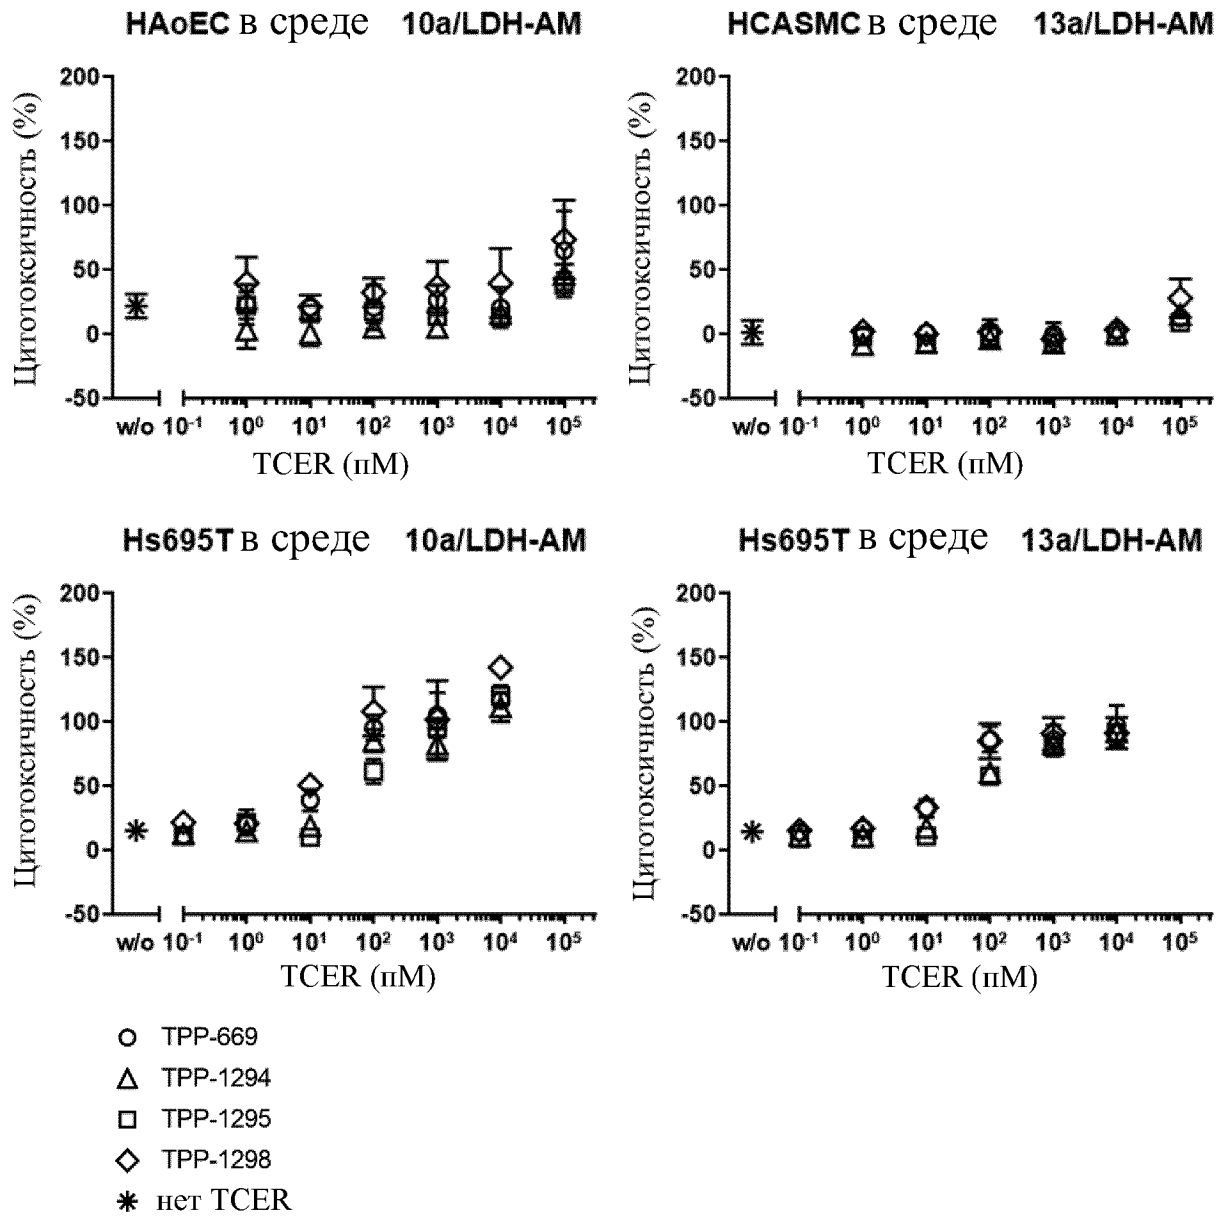 HAoEC в среде 10a/LDH-AM
Цитотоксичность (%)
200
150
100
50
0
-50
w/o 10⁻¹ 10⁰ 10¹ 10² 10³ 10⁴ 10⁵
TCER (пМ)
HCASMC в среде 13a/LDH-AM
Цитотоксичность (%)
200
150
100
50
0
-50
w/o 10⁻¹ 10⁰ 10¹ 10² 10³ 10⁴ 10⁵
TCER (пМ)
Hs695T в среде 10a/LDH-AM
Цитотоксичность (%)
200
150
100
50
0
-50
w/o 10⁻¹ 10⁰ 10¹ 10² 10³ 10⁴ 10⁵
TCER (пМ)
Hs695T в среде 13a/LDH-AM
Цитотоксичность (%)
200
150
100
50
0
-50
w/o 10⁻¹ 10⁰ 10¹ 10² 10³ 10⁴ 10⁵
TCER (пМ)
TPP-669
TPP-1294
TPP-1295
TPP-1298
нет TCER